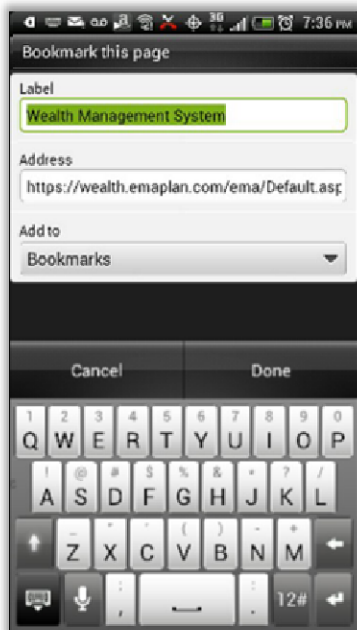 3G 7:36 PM
Bookmark this page
Label
Wealth Management System
Address
https://wealth.emaplan.com/ema/Default.asp
Add to
Bookmarks
Cancel Done
1 2 3 4 5 6 7 8 9 0
Q W E R T Y U I O P
! @ # $ % & * ? /
A S D F G H J K L
_ " ' ( ) - +
Z X C V B N M
, . 12#